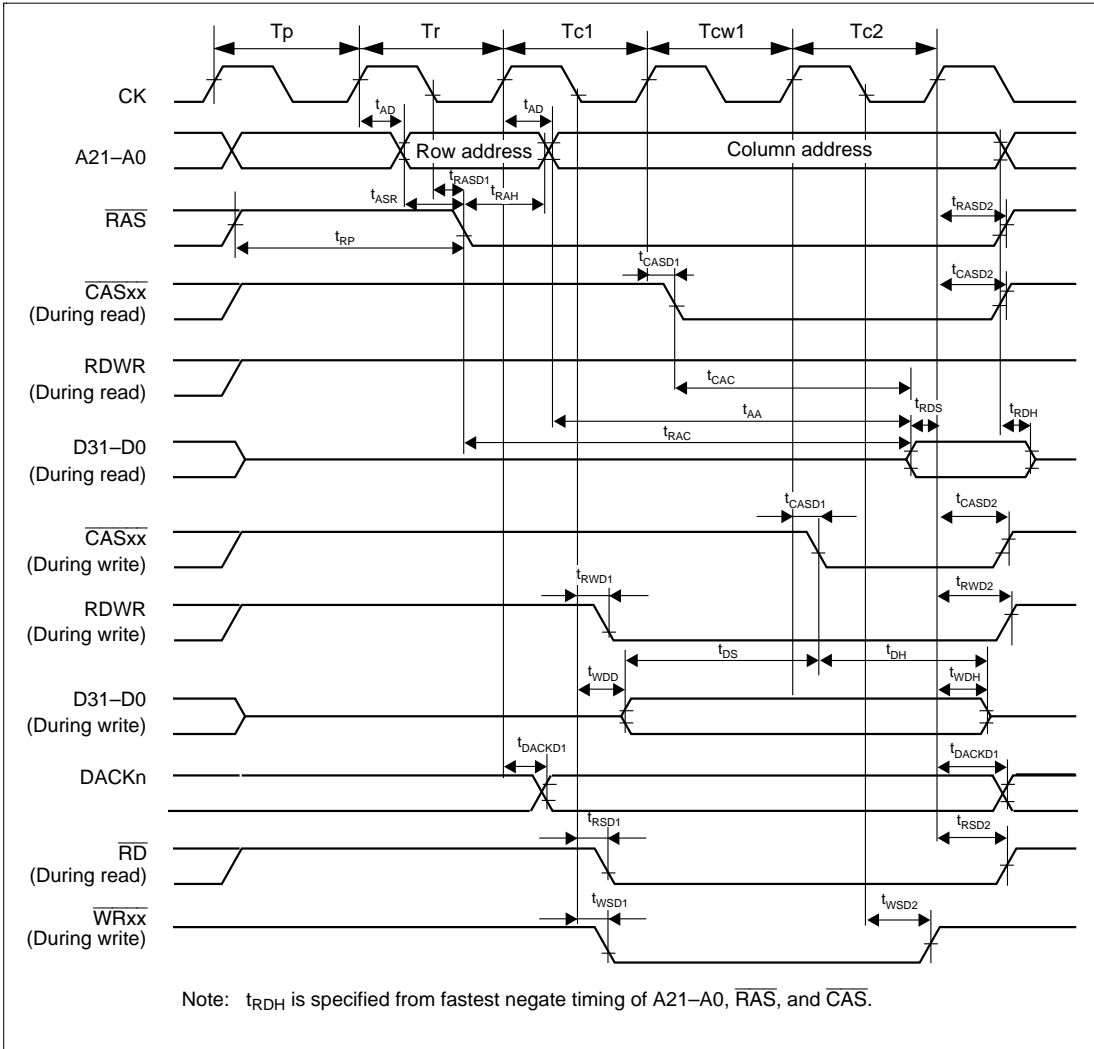 Tp Tr Tc1 Tcw1 Tc2
CK
tAD tAD
A21–A0 Row address Column address
tRASD1
tASR tRAH tRASD2
RAS
tRP
tCASD1 tCASD2
CASxx
(During read)
RDWR
(During read)
tCAC
tRDS
tAA
tRDH
tRAC
D31–D0
(During read)
tCASD1 tCASD2
CASxx
(During write)
tRWD1 tRWD2
RDWR
(During write)
tDS tDH
tWDD tWDH
D31–D0
(During write)
tDACKD1 tDACKD1
DACKn
tRSD1 tRSD2
RD
(During read)
tWSD1 tWSD2
WRxx
(During write)
Note: tRDH is specified from fastest negate timing of A21–A0, RAS, and CAS.